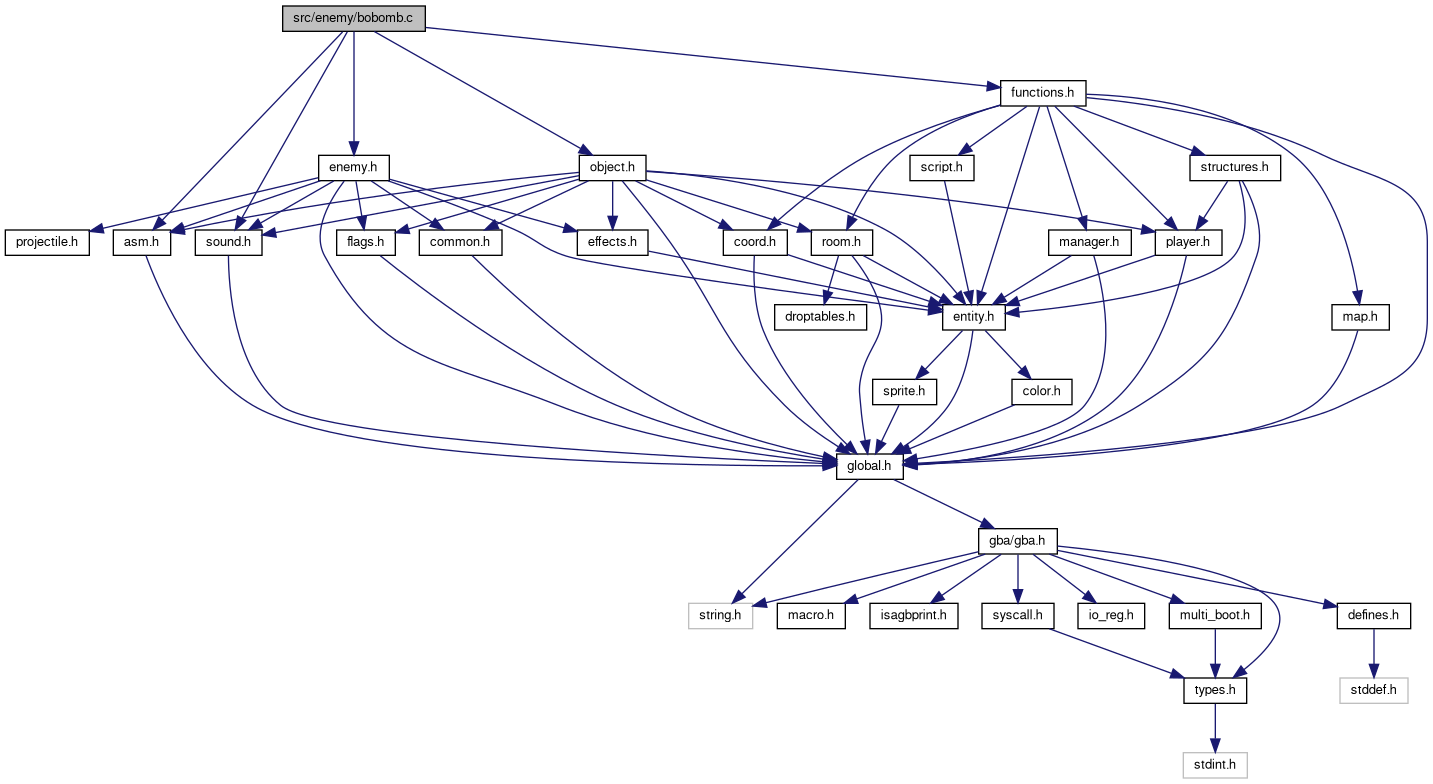 src/enemy/bobomb.c
functions.h
enemy.h
object.h
script.h
structures.h
projectile.h
asm.h
sound.h
flags.h
common.h
effects.h
coord.h
room.h
manager.h
player.h
droptables.h
entity.h
map.h
sprite.h
color.h
global.h
gba/gba.h
string.h
macro.h
isagbprint.h
syscall.h
io_reg.h
multi_boot.h
defines.h
types.h
stddef.h
stdint.h